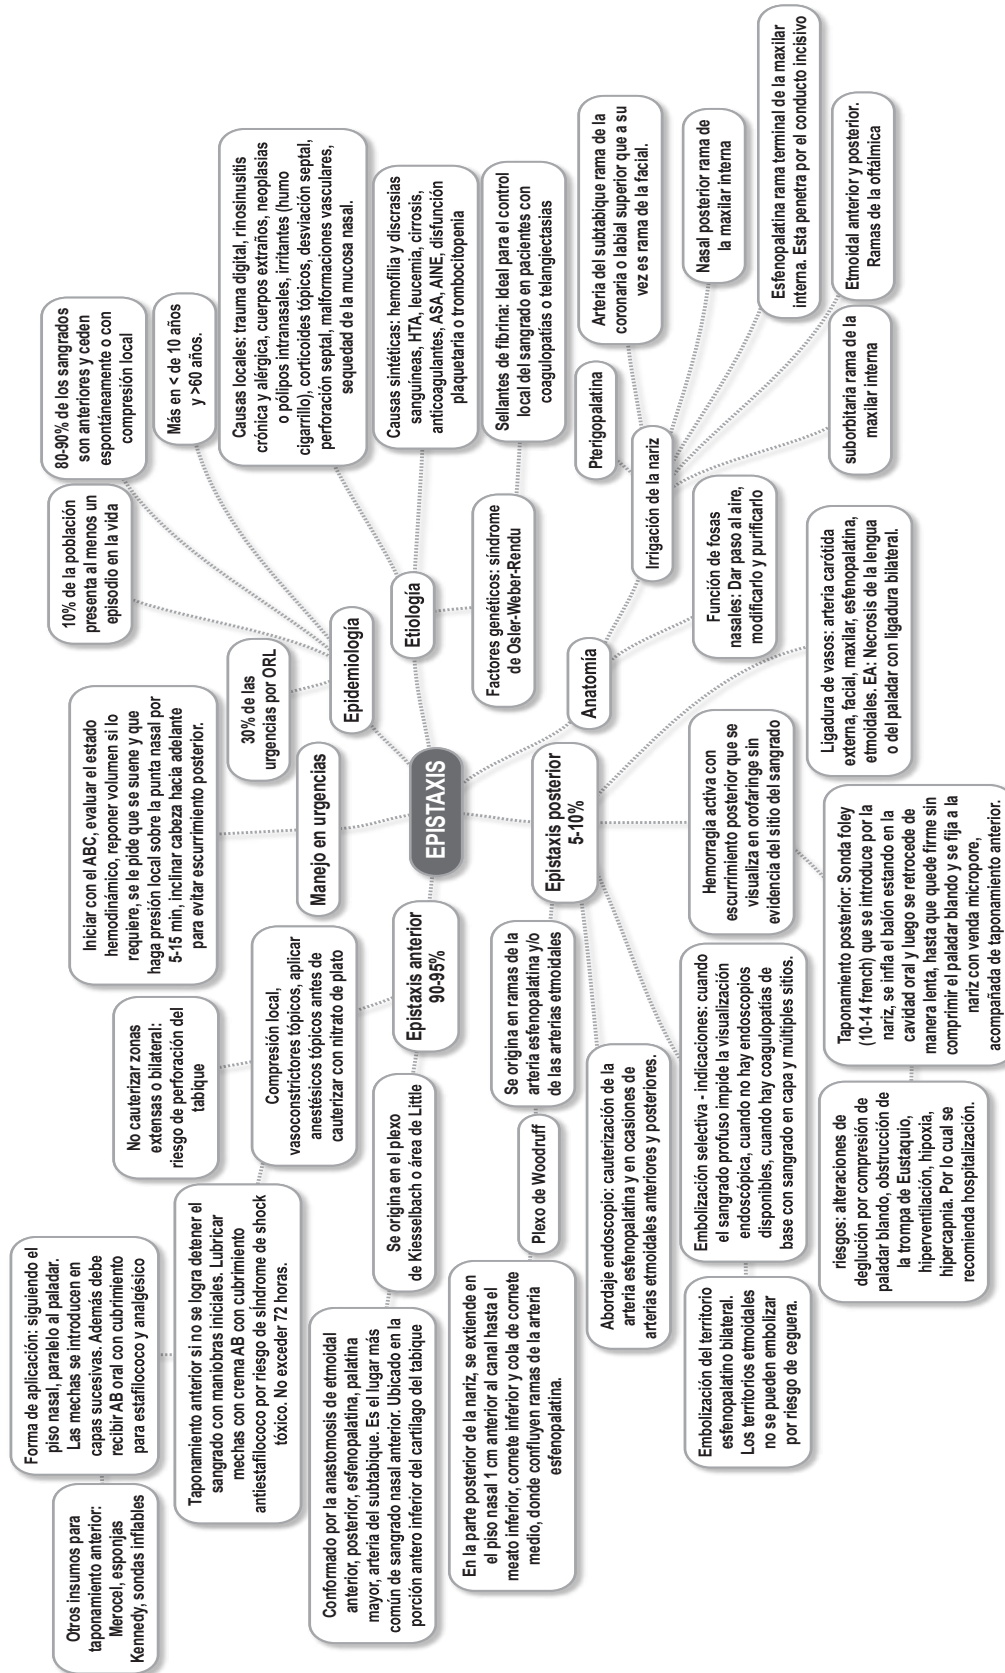 EPISTAXIS
Manejo en urgencias
Iniciar con el ABC, evaluar el estado
hemodinámico, reponer volumen si lo
requiere, se le pide que se suene y que
haga presión local sobre la punta nasal por
5-15 min, inclinar cabeza hacia adelante
para evitar escurrimiento posterior.
Epidemiología
30% de las
urgencias por ORL
10% de la población
presenta al menos un
episodio en la vida
80-90% de los sangrados
son anteriores y ceden
espontáneamente o con
compresión local
Más en < de 10 años
y >60 años.
Etiología
Causas locales: trauma digital, rinosinusitis
crónica y alérgica, cuerpos extraños, neoplasias
o pólipos intranasales, irritantes (humo
cigarrillo), corticoides tópicos, desviación septal,
perforación septal, malformaciones vasculares,
sequedad de la mucosa nasal.
Causas sintéticas: hemofilia y discrasias
sanguíneas, HTA, leucemia, cirrosis,
anticoagulantes, ASA, AINE, disfunción
plaquetaria o trombocitopenia
Factores genéticos: síndrome
de Osler-Weber-Rendu
Sellantes de fibrina: Ideal para el control
local del sangrado en pacientes con
coagulopatías o telangiectasias
Anatomía
Irrigación de la nariz
Pterigopalatina
Arteria del subtabique rama de la
coronaria o labial superior que a su
vez es rama de la facial.
Nasal posterior rama de
la maxilar interna
Esfenopalatina rama terminal de la maxilar
interna. Esta penetra por el conducto incisivo
Etmoidal anterior y posterior.
Ramas de la oftálmica
suborbitaria rama de la
maxilar interna
Función de fosas
nasales: Dar paso al aire,
modificarlo y purificarlo
Epistaxis posterior
5-10%
Ligadura de vasos: arteria carótida
externa, facial, maxilar, esfenopalatina,
etmoidales. EA: Necrosis de la lengua
o del paladar con ligadura bilateral.
Hemorragia activa con
escurrimiento posterior que se
visualiza en orofaringe sin
evidencia del sitio del sangrado
Taponamiento posterior: Sonda foley
(10-14 french) que se introduce por la
nariz, se infla el balón estando en la
cavidad oral y luego se retrocede de
manera lenta, hasta que quede firme sin
comprimir el paladar blando y se fija a la
nariz con venda micropore,
acompañada de taponamiento anterior.
riesgos: alteraciones de
deglución por compresión de
paladar blando, obstrucción de
la trompa de Eustaquio,
hiperventilación, hipoxia,
hipercapnia. Por lo cual se
recomienda hospitalización.
Embolización selectiva - indicaciones: cuando
el sangrado profuso impide la visualización
endoscópica, cuando no hay endoscopios
disponibles, cuando hay coagulopatías de
base con sangrado en capa y múltiples sitios.
Embolización del territorio
esfenopalatino bilateral.
Los territorios etmoidales
no se pueden embolizar
por riesgo de ceguera.
Abordaje endoscopio: cauterización de la
arteria esfenopalatina y en ocasiones de
arterias etmoidales anteriores y posteriores.
Se origina en ramas de la
arteria esfenopalatina y/o
de las arterias etmoidales
Plexo de Woodruff
En la parte posterior de la nariz, se extiende en
el piso nasal 1 cm anterior al canal hasta el
meato inferior, cornete inferior y cola de cornete
medio, donde confluyen ramas de la arteria
esfenopalatina.
Epistaxis anterior
90-95%
Se origina en el plexo
de Kiesselbach o área de Little
Conformado por la anastomosis de etmoidal
anterior, posterior, esfenopalatina, palatina
mayor, arteria del subtabique. Es el lugar más
común de sangrado nasal anterior. Ubicado en la
porción antero inferior del cartílago del tabique
Compresión local,
vasoconstrictores tópicos, aplicar
anestésicos tópicos antes de
cauterizar con nitrato de plato
No cauterizar zonas
extensas o bilateral:
riesgo de perforación del
tabique
Taponamiento anterior si no se logra detener el
sangrado con maniobras iniciales. Lubricar
mechas con crema AB con cubrimiento
antiestafilococo por riesgo de síndrome de shock
tóxico. No exceder 72 horas.
Forma de aplicación: siguiendo el
piso nasal, paralelo al paladar.
Las mechas se introducen en
capas sucesivas. Además debe
recibir AB oral con cubrimiento
para estafilococo y analgésico
Otros insumos para
taponamiento anterior:
Merocel, esponjas
Kennedy, sondas inflables